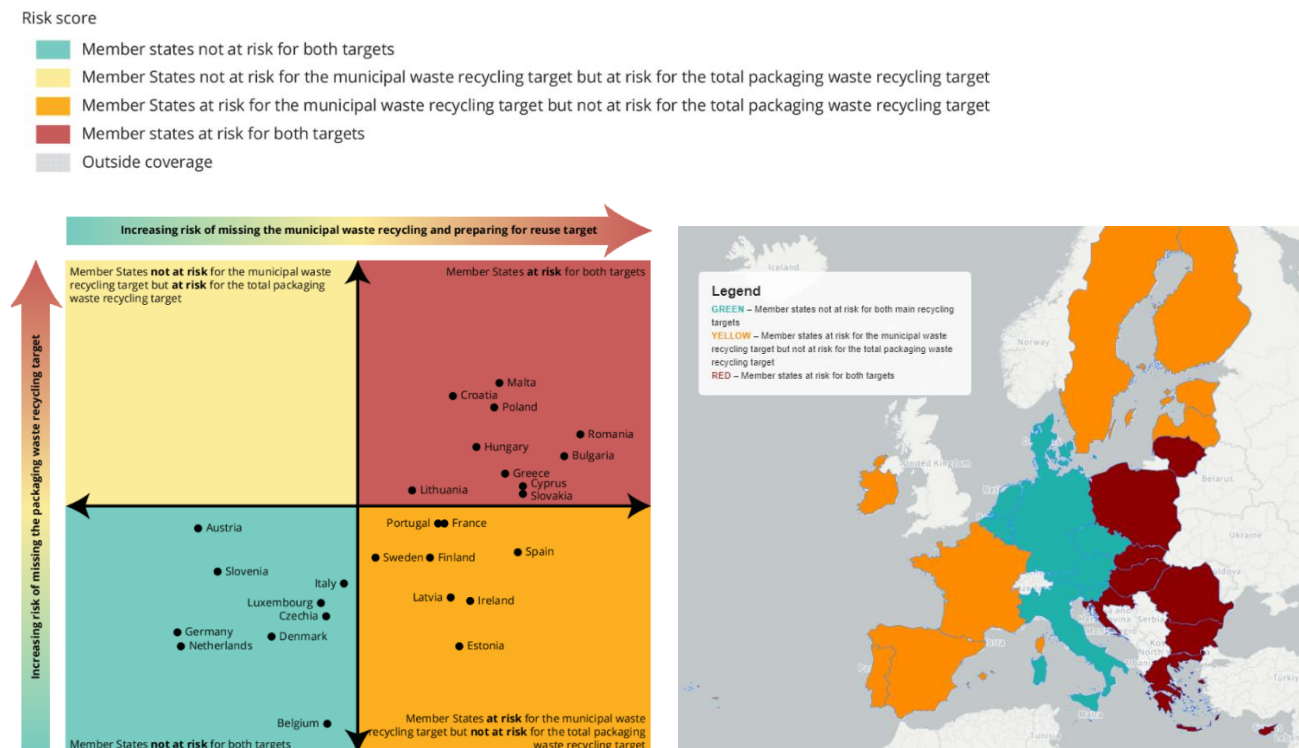 Risk score
Member states not at risk for both targets
Member States not at risk for the municipal waste recycling target but at risk for the total packaging waste recycling target
Member States at risk for the municipal waste recycling target but not at risk for the total packaging waste recycling target
Member states at risk for both targets
Outside coverage
Increasing risk of missing the municipal waste recycling and preparing for reuse target
Increasing risk of missing the packaging waste recycling target
Member States not at risk for the municipal waste
recycling target but at risk for the total packaging
waste recycling target
Member States at risk for both targets
Malta
Croatia
Poland
Romania
Hungary
Bulgaria
Greece
Cyprus
Lithuania
Slovakia
Austria
Slovenia
Italy
Luxembourg
Czechia
Germany
Denmark
Netherlands
Belgium
Member States not at risk for both targets
Portugal
France
Spain
Sweden
Finland
Latvia
Ireland
Estonia
Member States at risk for the municipal waste
recycling target but not at risk for the total packaging
waste recycling target
Iceland
Legend
GREEN – Member states not at risk for both main recycling
targets
YELLOW – Member states at risk for the municipal waste
recycling target but not at risk for the total packaging waste
recycling target
RED – Member states at risk for both targets
Norway
United Kingdom
Belarus
Ukraine
Serbia
Malta
Tunisia